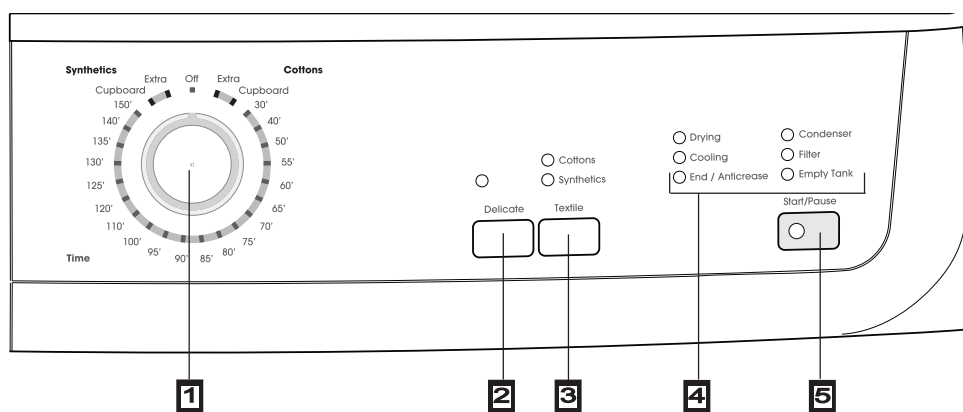 Synthetics
Cottons
Extra
Off
Extra
Cupboard
Cupboard
150'
30'
140'
40'
135'
50'
130'
55'
125'
60'
120'
65'
110'
70'
100'
75'
95'
90'
85'
80'
Time
Cottons
Synthetics
Delicate
Textile
Drying
Cooling
End / Anticrease
Condenser
Filter
Empty Tank
Start/Pause
1
2
3
4
5